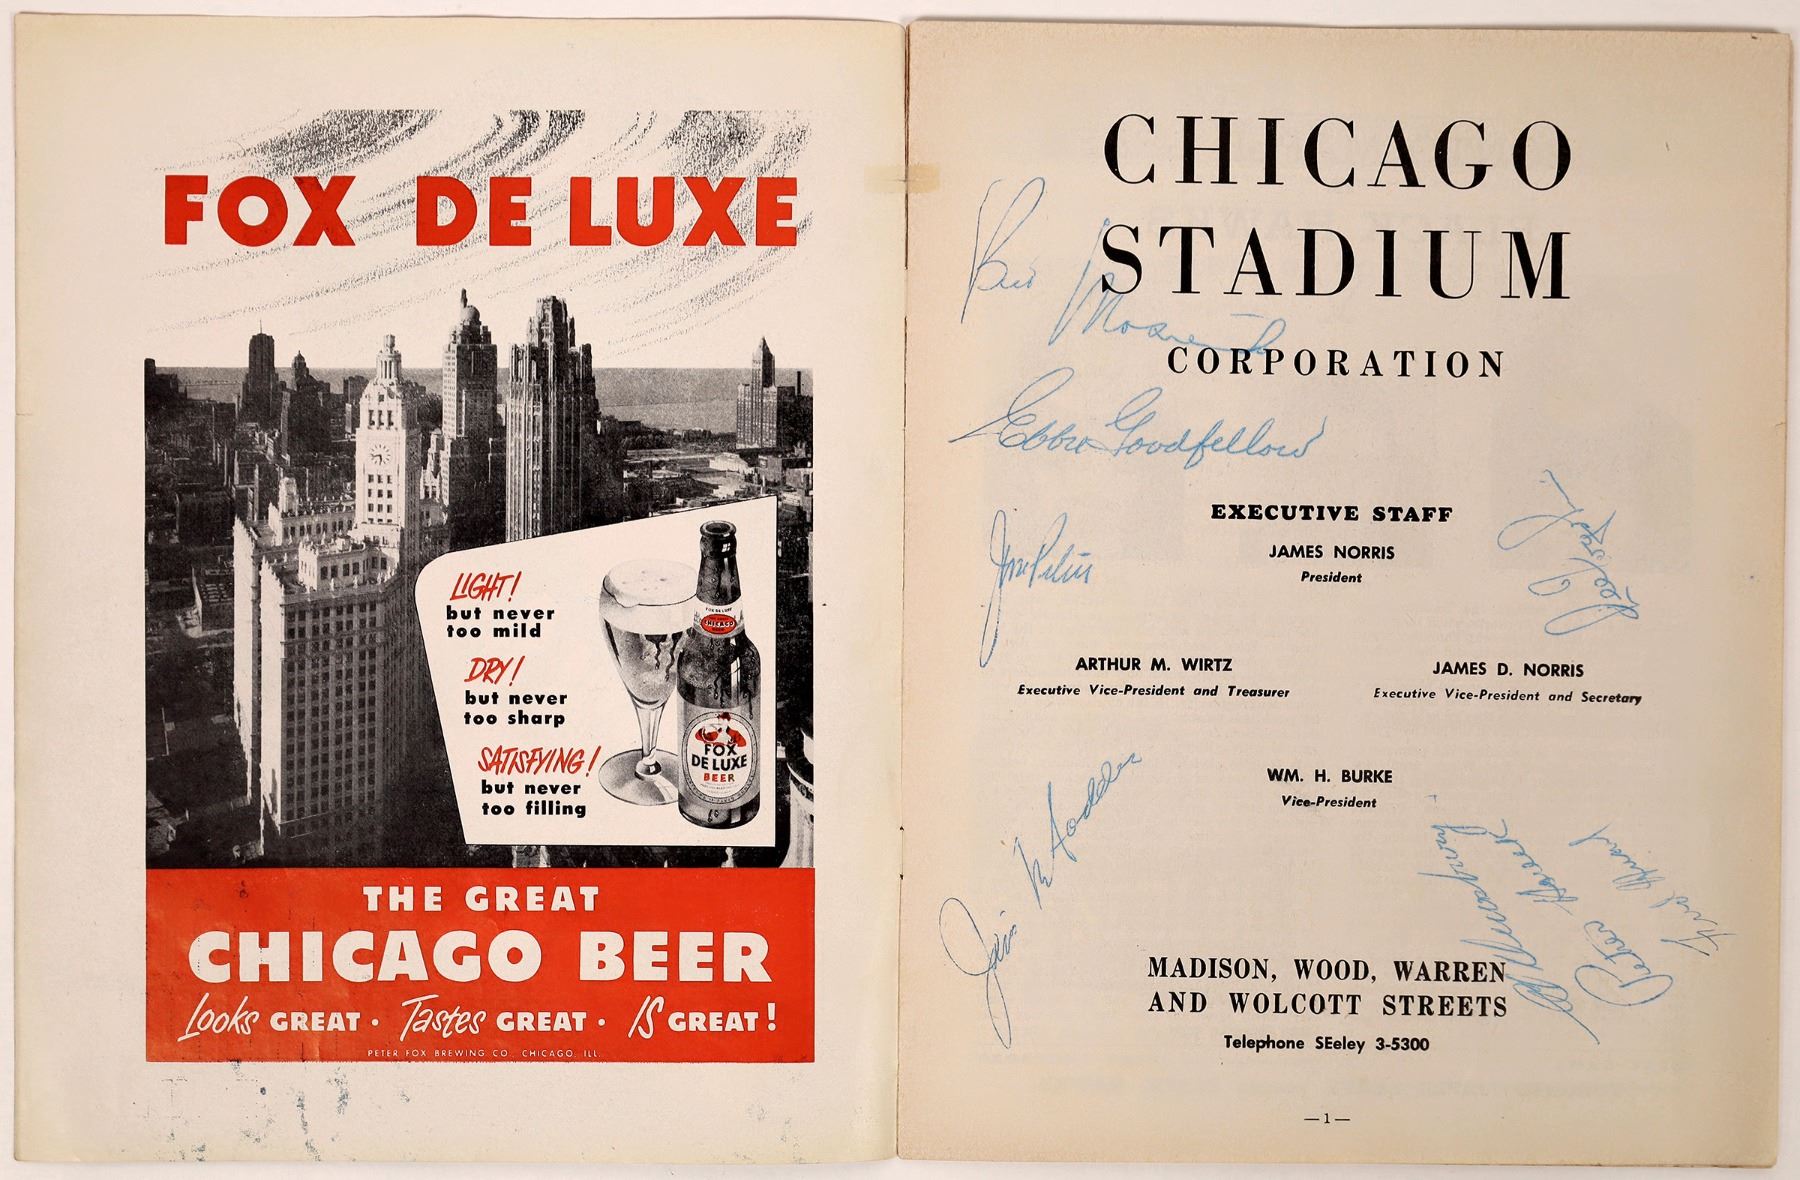 FOX DE LUXE
LIGHT!
but never
too mild
DRY!
but never
too sharp
SATISFYING!
but never
too filling
CHICAGO
FOX
DE LUXE
BEER
THE GREAT
CHICAGO BEER
Looks GREAT · Tastes GREAT · IS GREAT!
PETER FOX BREWING CO., CHICAGO, ILL.
CHICAGO
STADIUM
CORPORATION
Ebbie Goodfellow
EXECUTIVE STAFF
JAMES NORRIS
President
ARTHUR M. WIRTZ
Executive Vice-President and Treasurer
JAMES D. NORRIS
Executive Vice-President and Secretary
WM. H. BURKE
Vice-President
MADISON, WOOD, WARREN
AND WOLCOTT STREETS
Telephone SEeley 3-5300
—1—